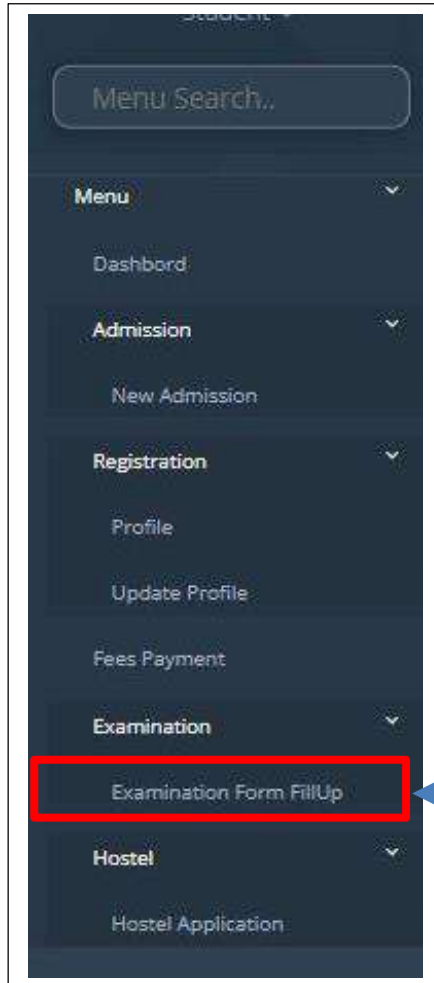 Student
Menu Search..
Menu
Dashbord
Admission
New Admission
Registration
Profile
Update Profile
Fees Payment
Examination
Examination Form FillUp
Hostel
Hostel Application